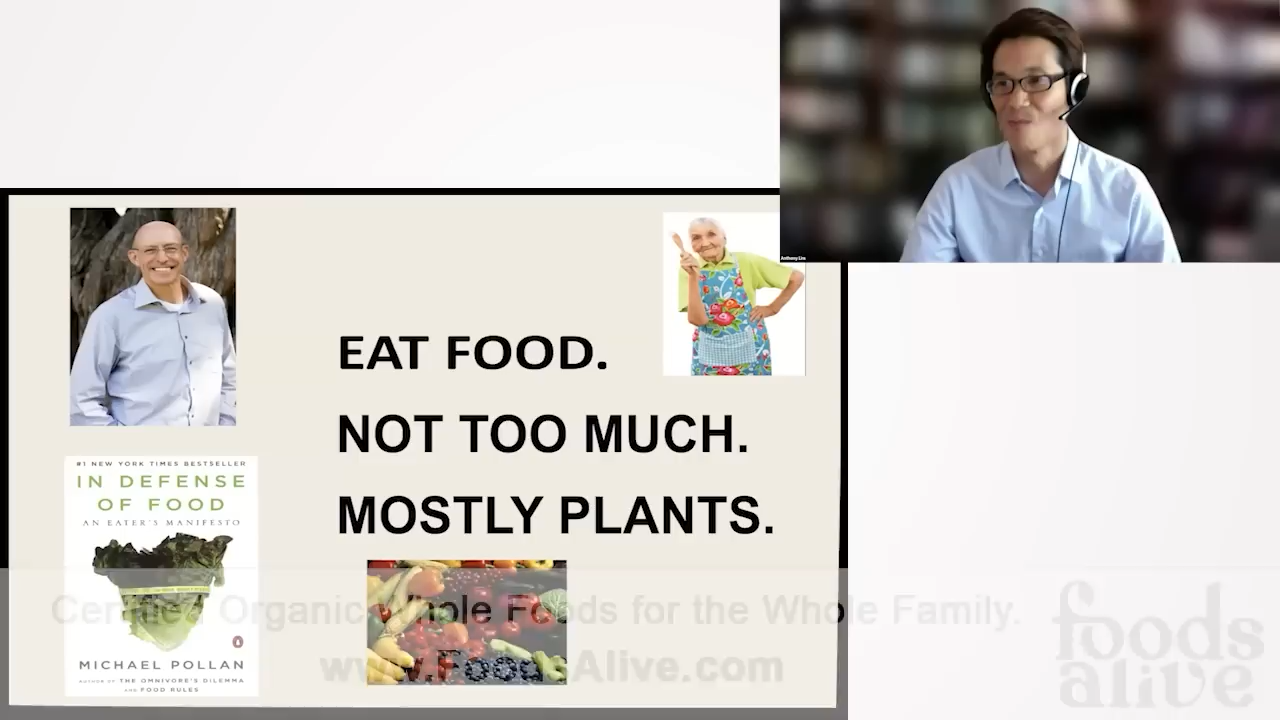 Anthony Lim
EAT FOOD.
NOT TOO MUCH.
MOSTLY PLANTS.
#1 NEW YORK TIMES BESTSELLER
IN DEFENSE
OF FOOD
AN EATER'S MANIFESTO
MICHAEL POLLAN
AUTHOR OF THE OMNIVORE'S DILEMMA
AND FOOD RULES
Certified Organic Whole Foods for the Whole Family.
www.FoodsAlive.com
foods
alive